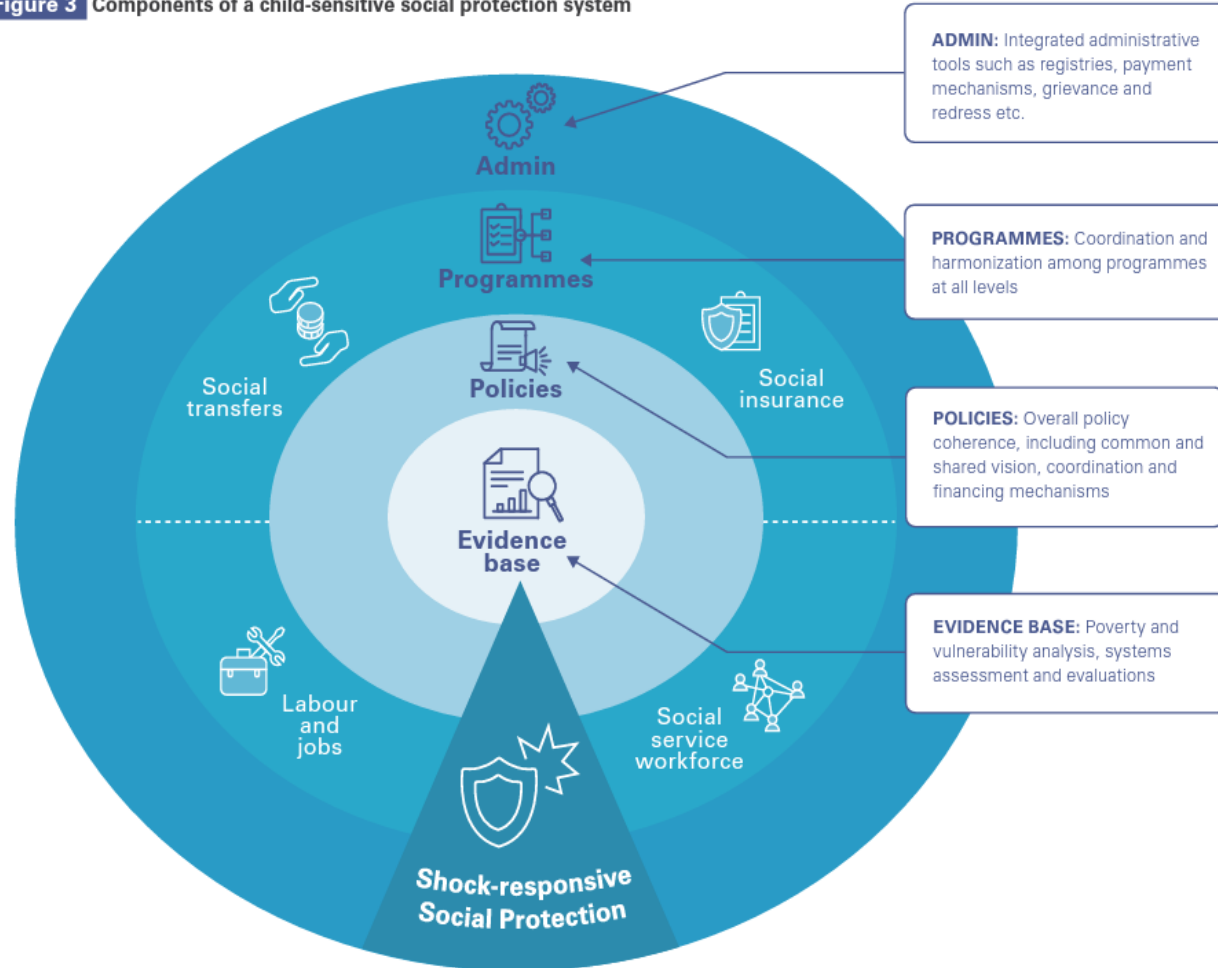 Figure 3 Components of a child-sensitive social protection system
ADMIN: Integrated administrative
tools such as registries, payment
mechanisms, grievance and
redress etc.
Admin
PROGRAMMES: Coordination and
harmonization among programmes
at all levels
Programmes
Social
transfers
Social
insurance
Policies
POLICIES: Overall policy
coherence, including common and
shared vision, coordination and
financing mechanisms
Evidence
base
EVIDENCE BASE: Poverty and
vulnerability analysis, systems
assessment and evaluations
Labour
and
jobs
Social
service
workforce
Shock-responsive
Social Protection